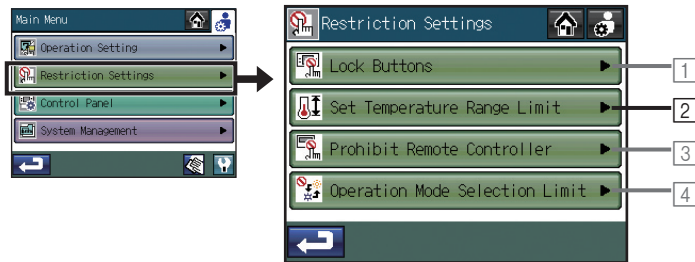 Main Menu
Operation Setting
Restriction Settings
Control Panel
System Management
Restriction Settings
Lock Buttons
1
Set Temperature Range Limit
2
Prohibit Remote Controller
3
Operation Mode Selection Limit
4